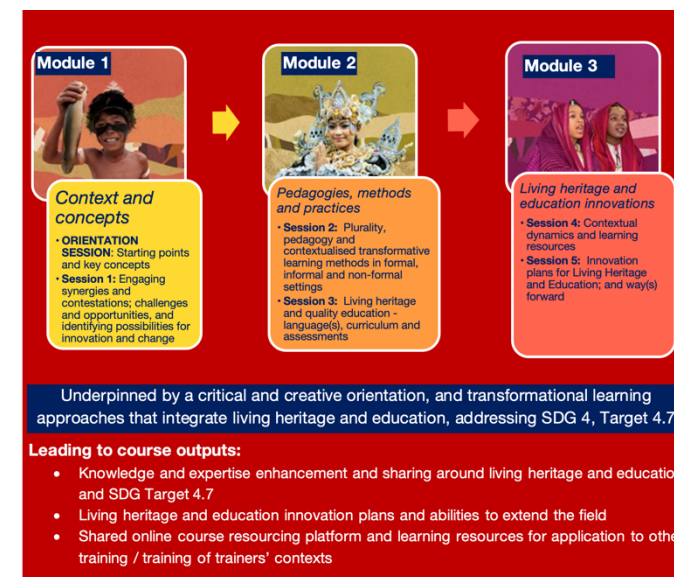 Module 1
Context and
concepts
• ORIENTATION
SESSION: Starting points
and key concepts
• Session 1: Engaging
synergies and
contestations; challenges
and opportunities, and
identifying possibilities for
innovation and change
Module 2
Pedagogies, methods
and practices
• Session 2: Plurality,
pedagogy and
contextualised transformative
learning methods in formal,
informal and non-formal
settings
• Session 3: Living heritage
and quality education -
language(s), curriculum and
assessments
Module 3
Living heritage and
education innovations
• Session 4: Contextual
dynamics and learning
resources
• Session 5: Innovation
plans for Living Heritage
and Education; and way(s)
forward
Underpinned by a critical and creative orientation, and transformational learning
approaches that integrate living heritage and education, addressing SDG 4, Target 4.7
Leading to course outputs:
• Knowledge and expertise enhancement and sharing around living heritage and educatio
and SDG Target 4.7
• Living heritage and education innovation plans and abilities to extend the field
• Shared online course resourcing platform and learning resources for application to othe
training / training of trainers' contexts